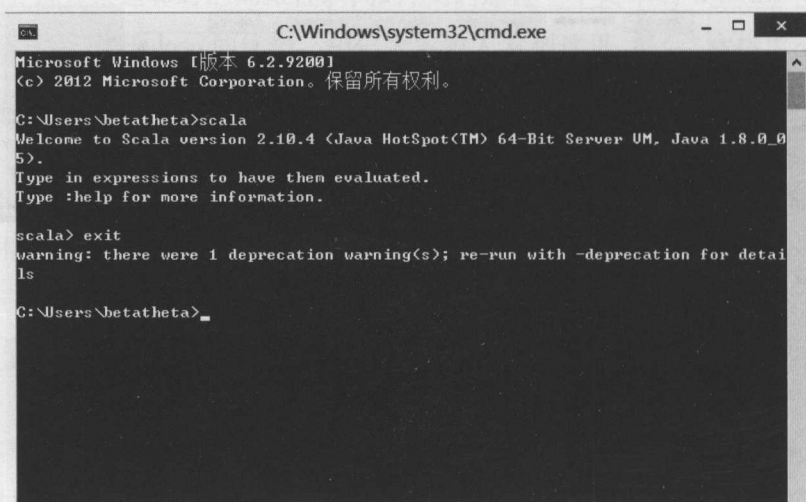 C:\Windows\system32\cmd.exe
Microsoft Windows [版本 6.2.9200]
(c) 2012 Microsoft Corporation。保留所有权利。
C:\Users\betatheta>scala
Welcome to Scala version 2.10.4 (Java HotSpot(TM) 64-Bit Server VM, Java 1.8.0_0
5).
Type in expressions to have them evaluated.
Type :help for more information.
scala> exit
warning: there were 1 deprecation warning(s); re-run with -deprecation for detai
ls
C:\Users\betatheta>